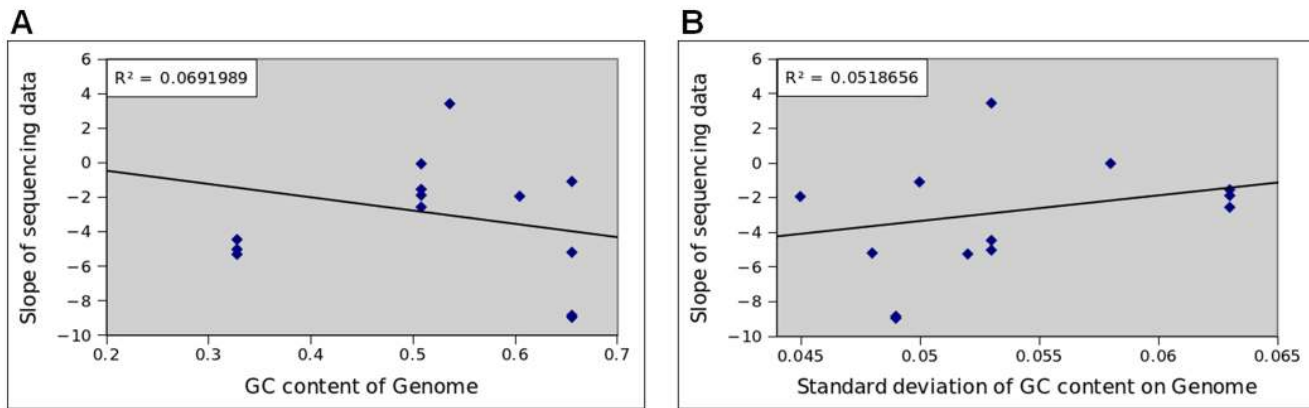 A
R² = 0.0691989
Slope of sequencing data
6
4
2
0
−2
−4
−6
−8
−10
0.2 0.3 0.4 0.5 0.6 0.7
GC content of Genome
B
R² = 0.0518656
Slope of sequencing data
6
4
2
0
−2
−4
−6
−8
−10
0.045 0.05 0.055 0.06 0.065
Standard deviation of GC content on Genome